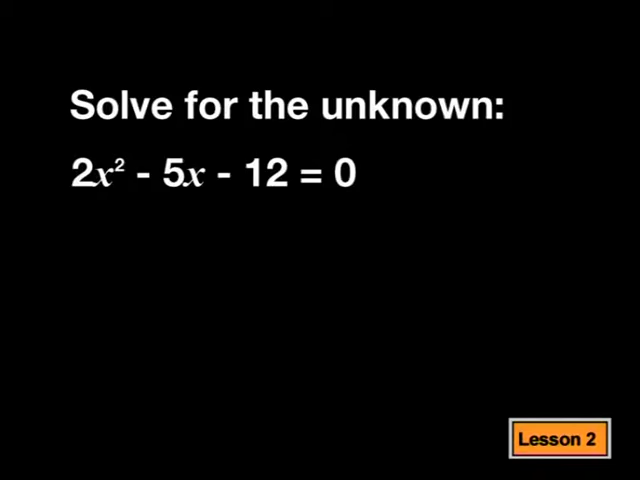 Solve for the unknown:
2x² - 5x - 12 = 0
Lesson 2